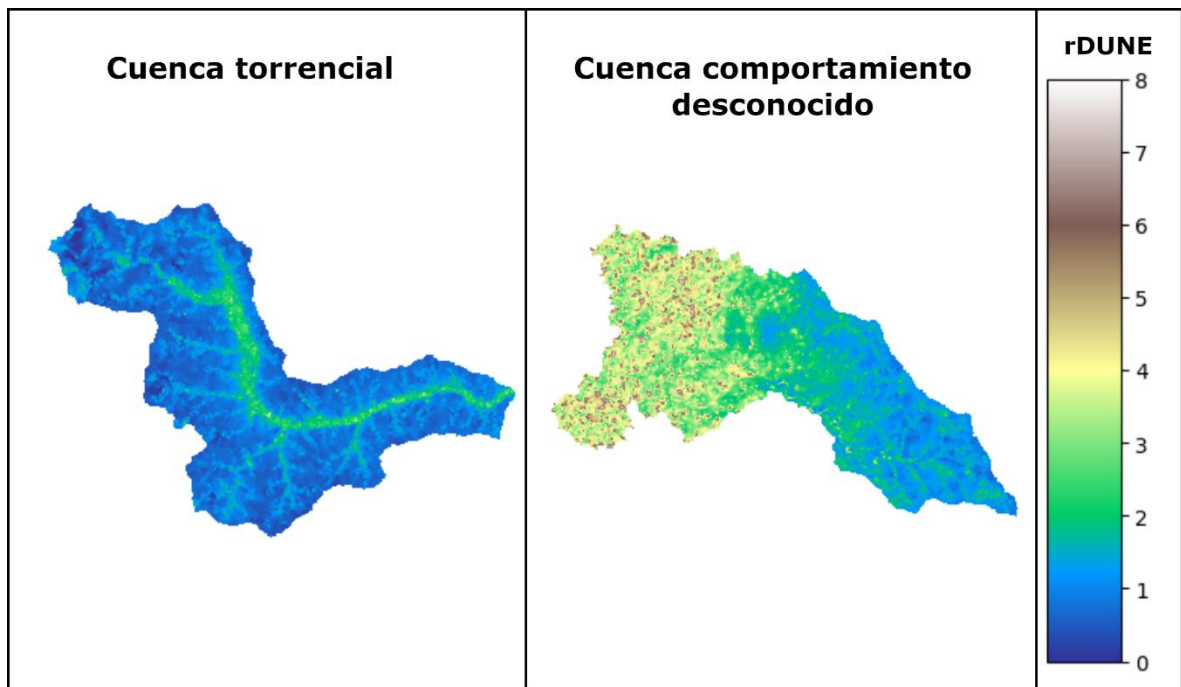 Cuenca torrencial
Cuenca comportamiento
desconocido
rDUNE
8
7
6
5
4
3
2
1
0